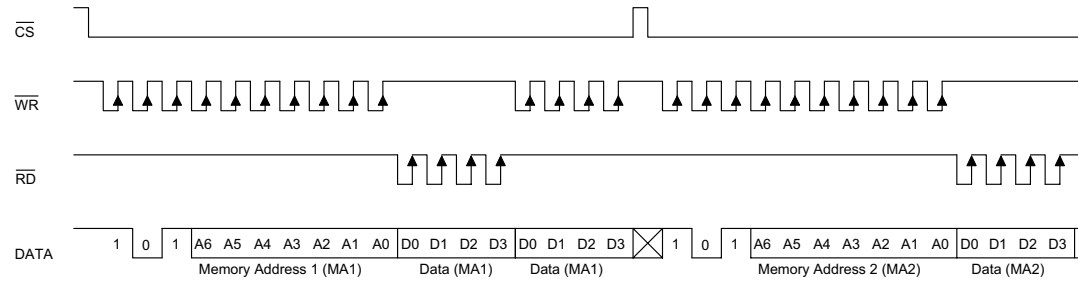 CS
WR
RD
DATA 1 0 1 A6 A5 A4 A3 A2 A1 A0 D0 D1 D2 D3 D0 D1 D2 D3 1 0 1 A6 A5 A4 A3 A2 A1 A0 D0 D1 D2 D3
Memory Address 1 (MA1) Data (MA1) Data (MA1) Memory Address 2 (MA2) Data (MA2)